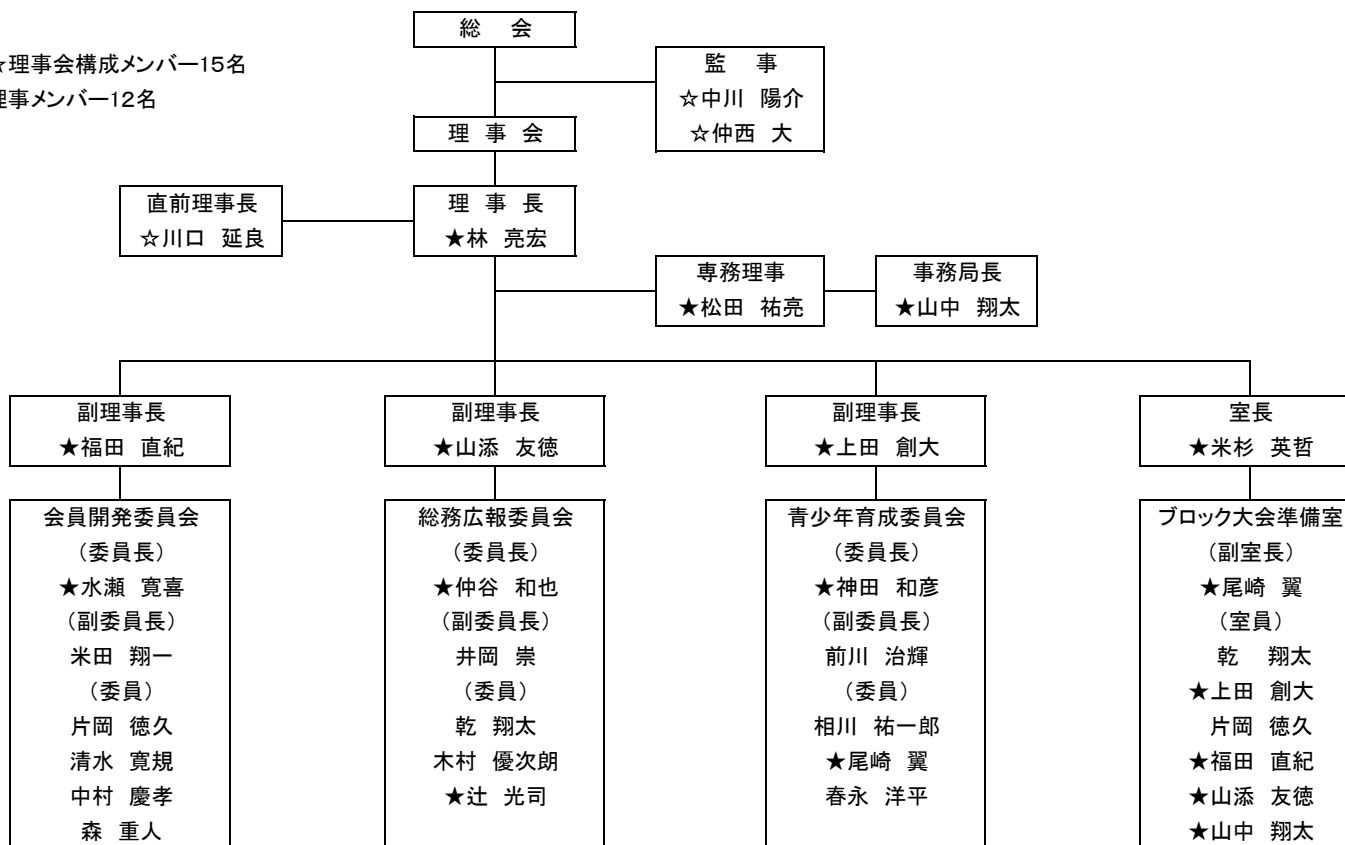 総　会
☆理事会構成メンバー15名
理事メンバー12名
監　事
☆中川　陽介
☆仲西　大
理 事 会
直前理事長
☆川口　延良
理 事 長
★林　亮宏
専務理事
★松田　祐亮
事務局長
★山中　翔太
副理事長
★福田　直紀
副理事長
★山添　友徳
副理事長
★上田　創大
室長
★米杉　英哲
会員開発委員会
（委員長）
★水瀬　寛喜
（副委員長）
米田　翔一
（委員）
片岡　徳久
清水　寛規
中村　慶孝
森　重人
総務広報委員会
（委員長）
★仲谷　和也
（副委員長）
井岡　崇
（委員）
乾　翔太
木村　優次朗
★辻　光司
青少年育成委員会
（委員長）
★神田　和彦
（副委員長）
前川　治輝
（委員）
相川　祐一郎
★尾崎　翼
春永　洋平
ブロック大会準備室
（副室長）
★尾崎　翼
（室員）
乾　翔太
★上田　創大
片岡　徳久
★福田　直紀
★山添　友徳
★山中　翔太